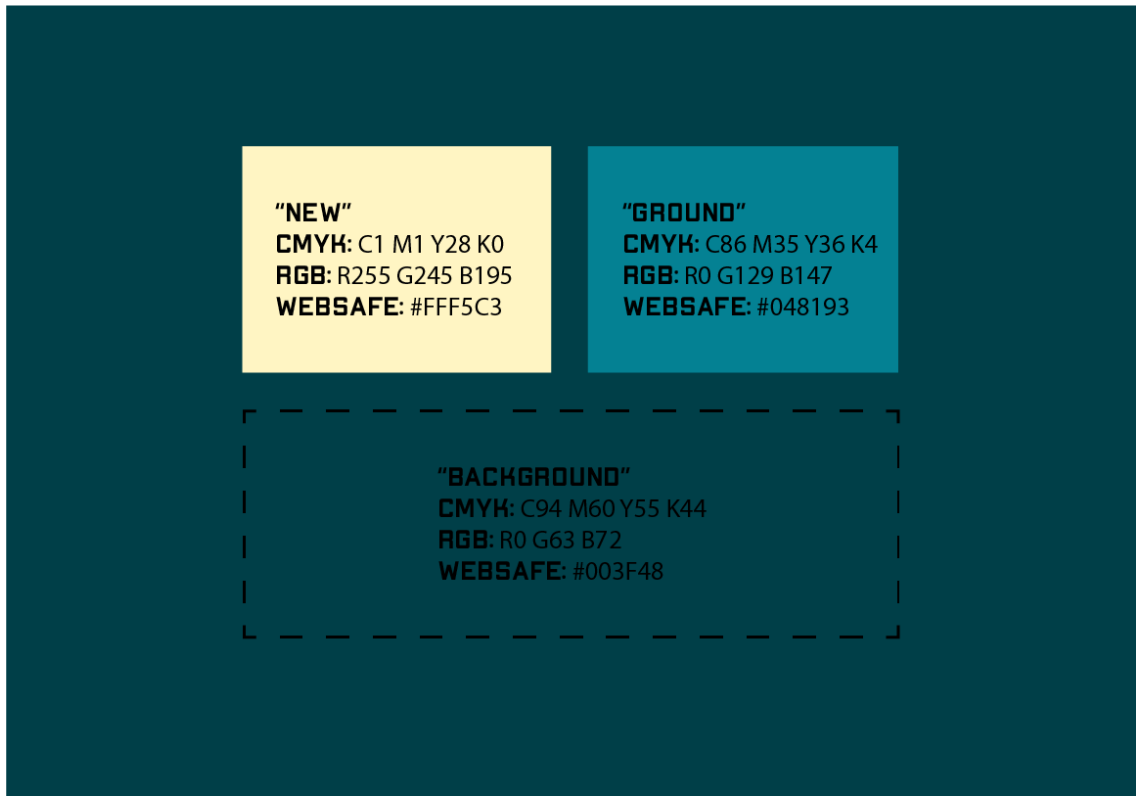 "NEW"
CMYK: C1 M1 Y28 K0
RGB: R255 G245 B195
WEBSAFE: #FFF5C3
"GROUND"
CMYK: C86 M35 Y36 K4
RGB: R0 G129 B147
WEBSAFE: #048193
"BACKGROUND"
CMYK: C94 M60 Y55 K44
RGB: R0 G63 B72
WEBSAFE: #003F48